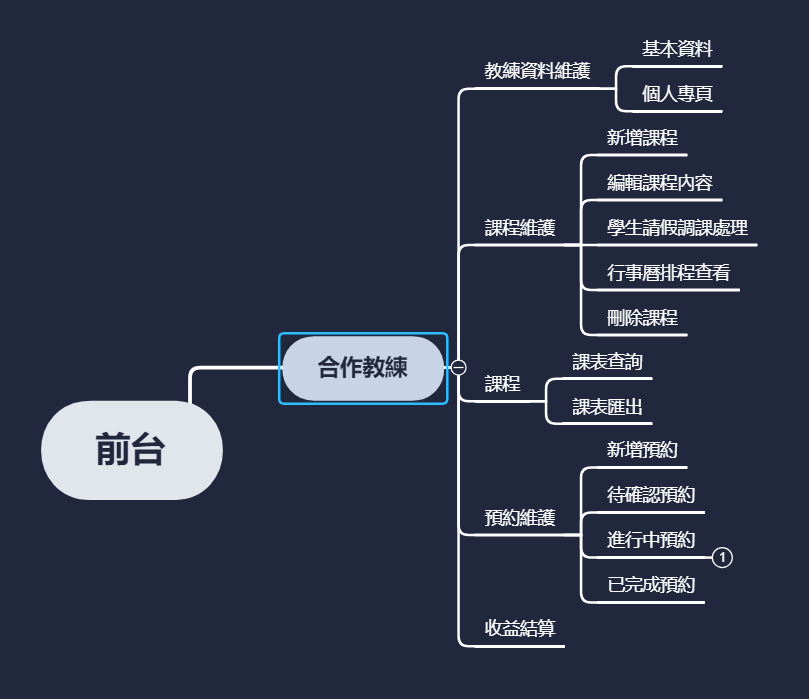 前台
合作教練
教練資料維護
基本資料
個人專頁
課程維護
新增課程
編輯課程內容
學生請假調課處理
行事曆排程查看
刪除課程
課程
課表查詢
課表匯出
預約維護
新增預約
待確認預約
進行中預約
1
已完成預約
收益結算